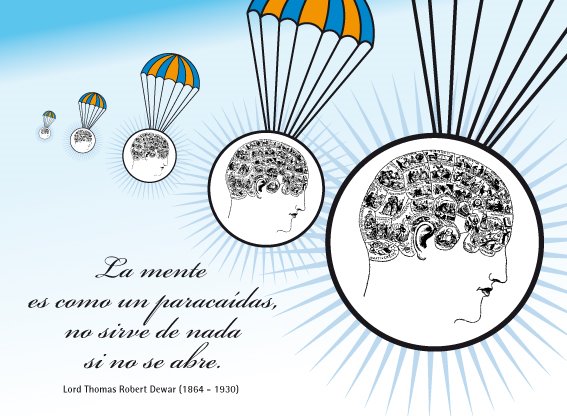 La mente
es como un paracaídas,
no sirve de nada
si no se abre.
Lord Thomas Robert Dewar (1864 - 1930)